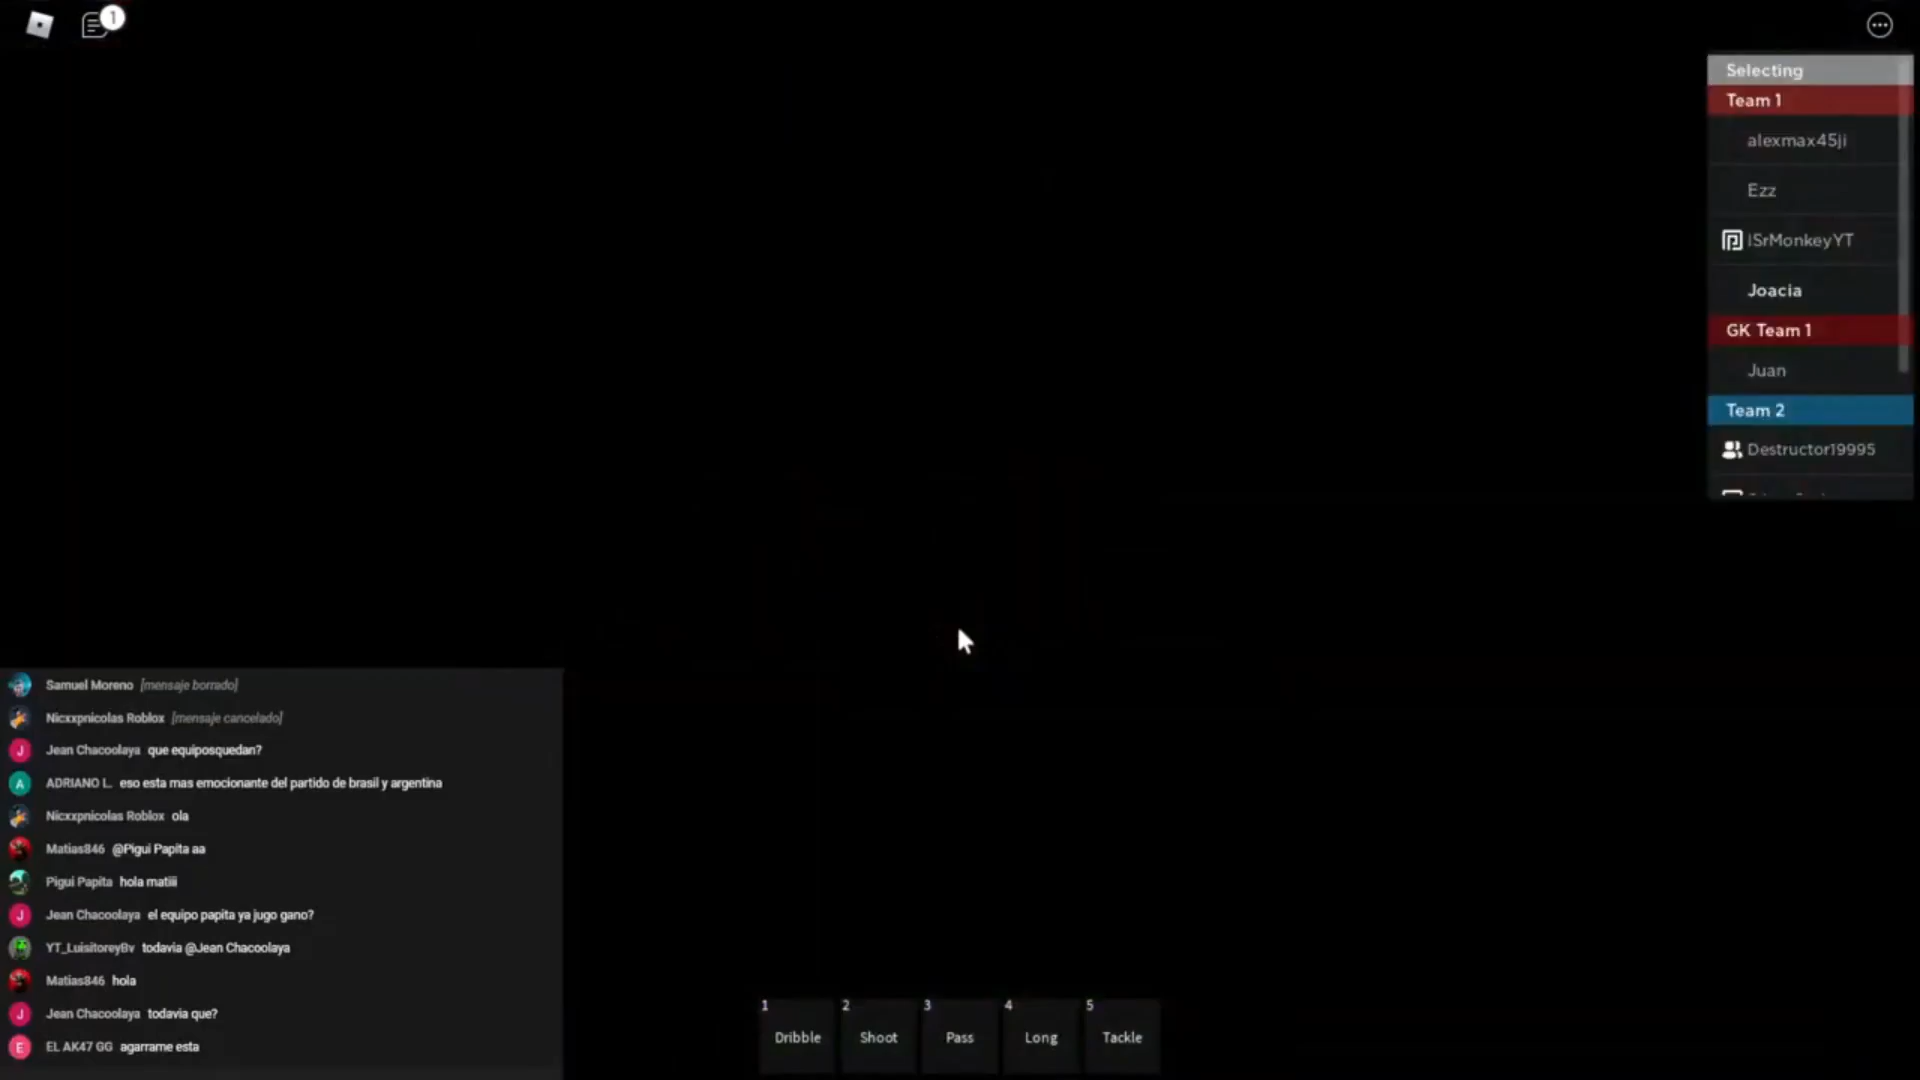 1
Selecting
Team 1
alexmax45ji
Ezz
ISrMonkeyYT
Joacia
GK Team 1
Juan
Team 2
Destructor19995
Samuel Moreno [mensaje borrado]
Nicxxpnicolas Roblox [mensaje cancelado]
J Jean Chacoolaya que equiposquedan?
A ADRIANO L. eso esta mas emocionante del partido de brasil y argentina
Nicxxpnicolas Roblox ola
Matias846 @Pigui Papita aa
Pigui Papita hola matiii
J Jean Chacoolaya el equipo papita ya jugo gano?
YT_LuisitoreyBv todavia @Jean Chacoolaya
Matias846 hola
J Jean Chacoolaya todavia que?
E EL AK47 GG agarrame esta
1 2 3 4 5
Dribble Shoot Pass Long Tackle